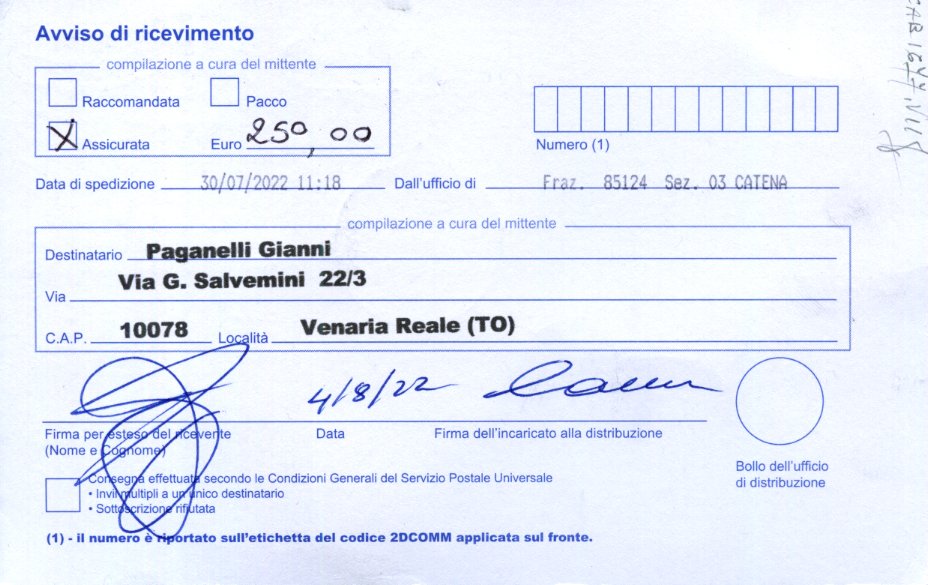 Avviso di ricevimento
compilazione a cura del mittente
Raccomandata Pacco
X Assicurata Euro 250,00
Numero (1)
Data di spedizione 30/07/2022 11:18 Dall'ufficio di Fraz. 85124 Sez. 03 CATENA
compilazione a cura del mittente
Destinatario Paganelli Gianni
Via G. Salvemini 22/3
Via
C.A.P. 10078 Località Venaria Reale (TO)
4/8/22
Firma per esteso del ricevente Data Firma dell'incaricato alla distribuzione
(Nome e Cognome)
Bollo dell'ufficio
di distribuzione
Consegna effettuata secondo le Condizioni Generali del Servizio Postale Universale
• Invii multipli a un unico destinatario
• Sottoscrizione rifiutata
(1) - il numero è riportato sull'etichetta del codice 2DCOMM applicata sul fronte.